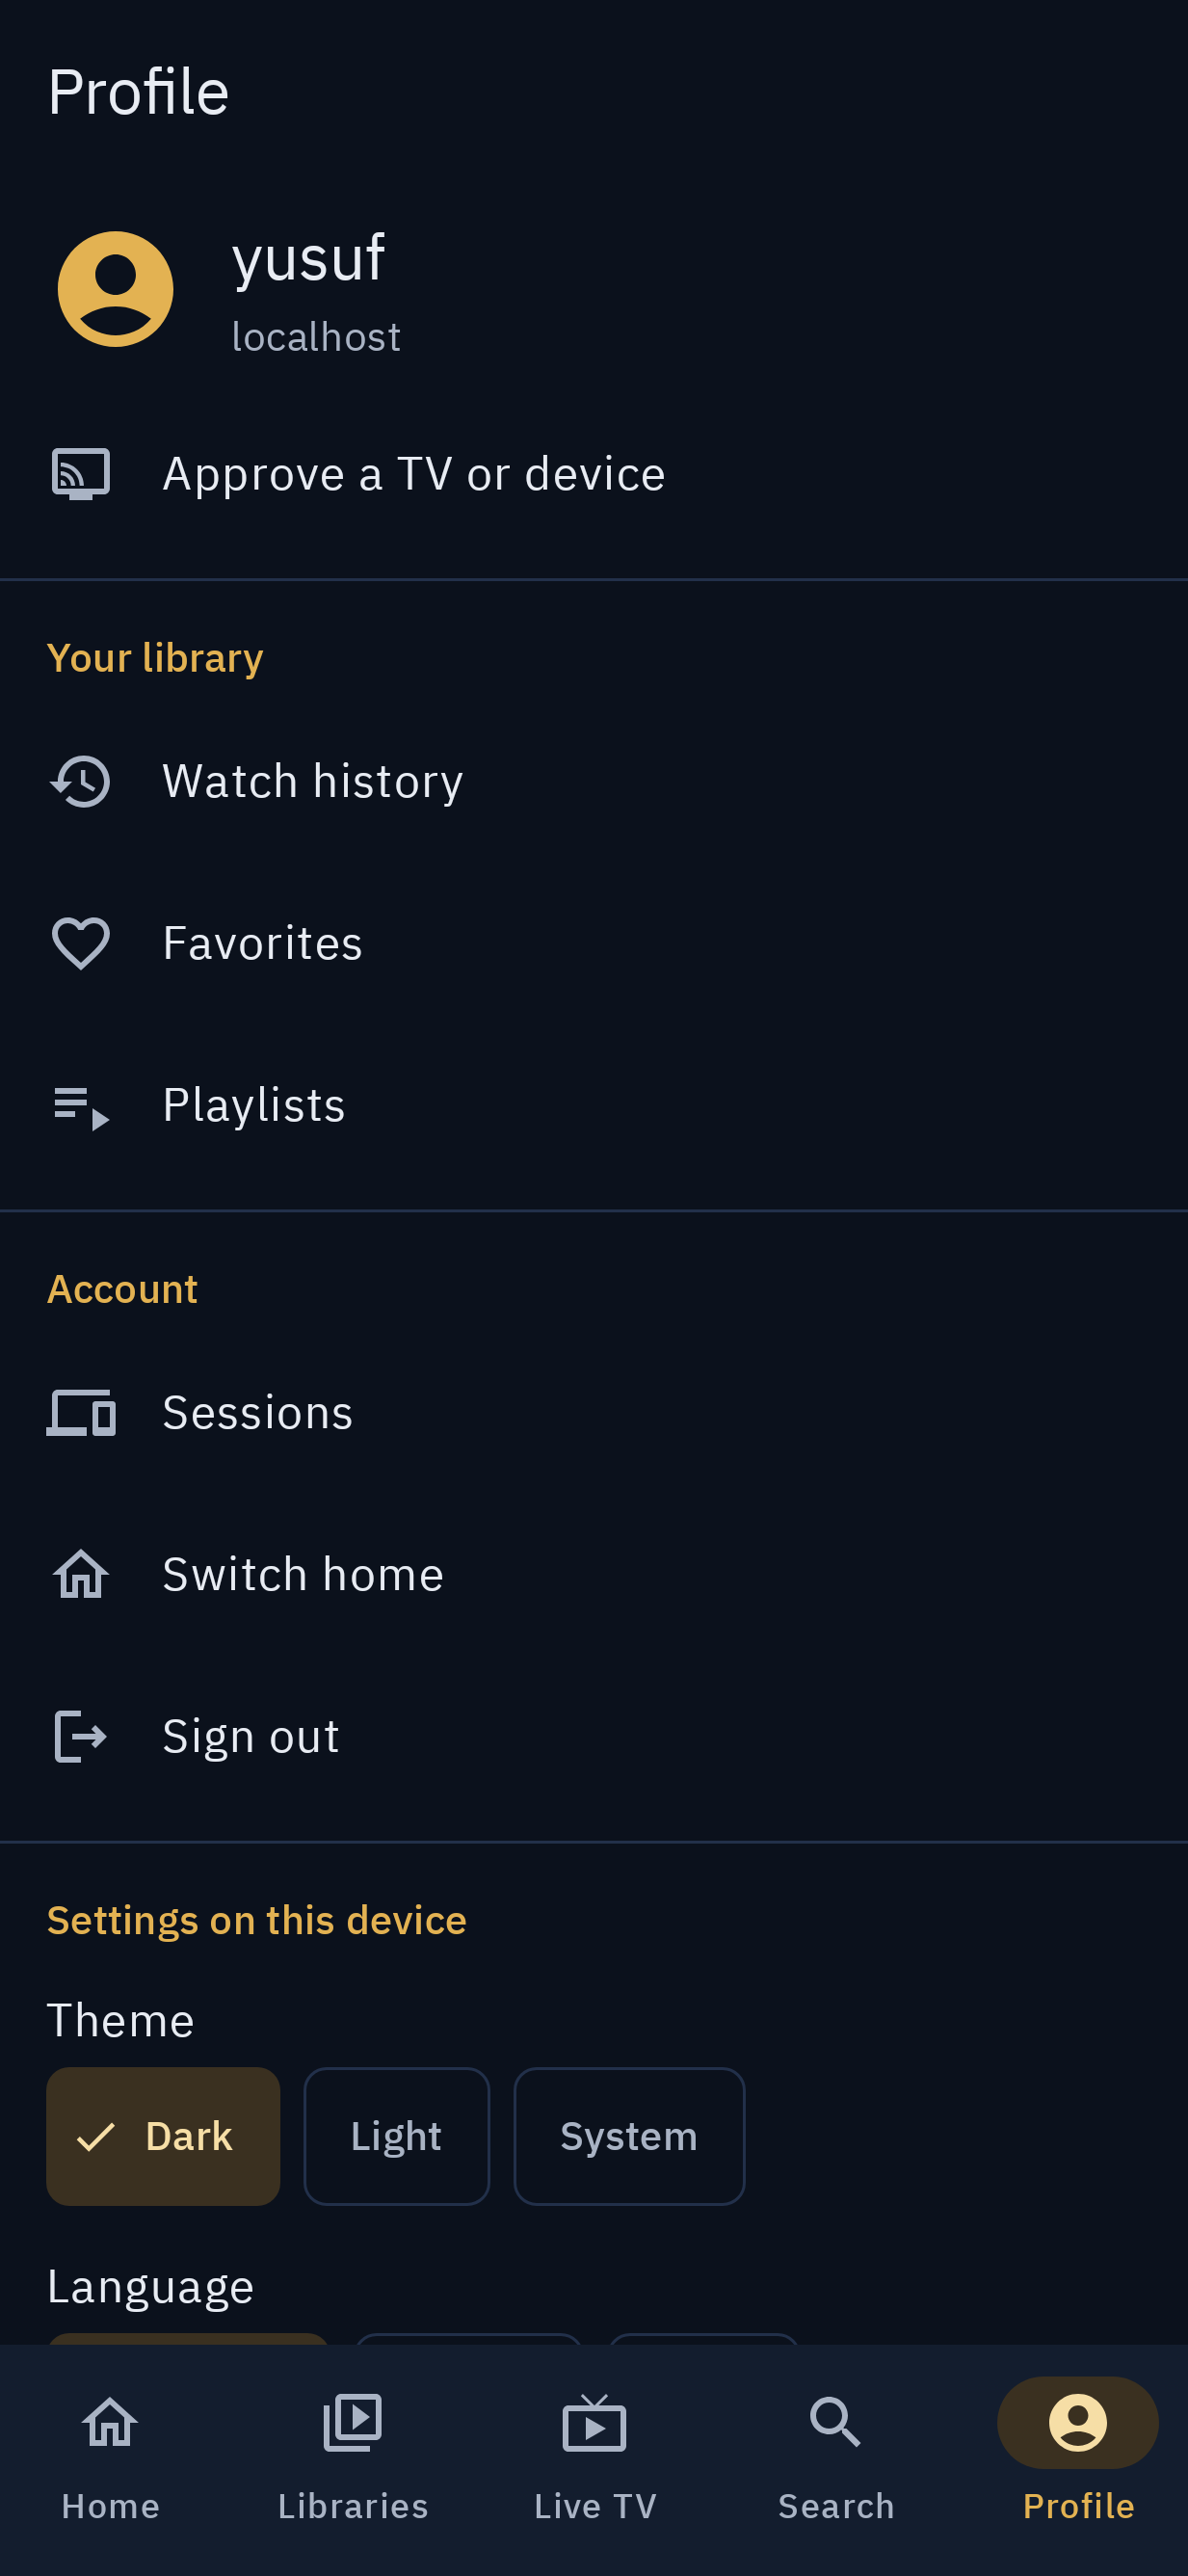 Profile
yusuf
localhost
Approve a TV or device
Your library
Watch history
Favorites
Playlists
Account
Sessions
Switch home
Sign out
Settings on this device
Theme
Dark
Light
System
Language
Home
Libraries
Live TV
Search
Profile